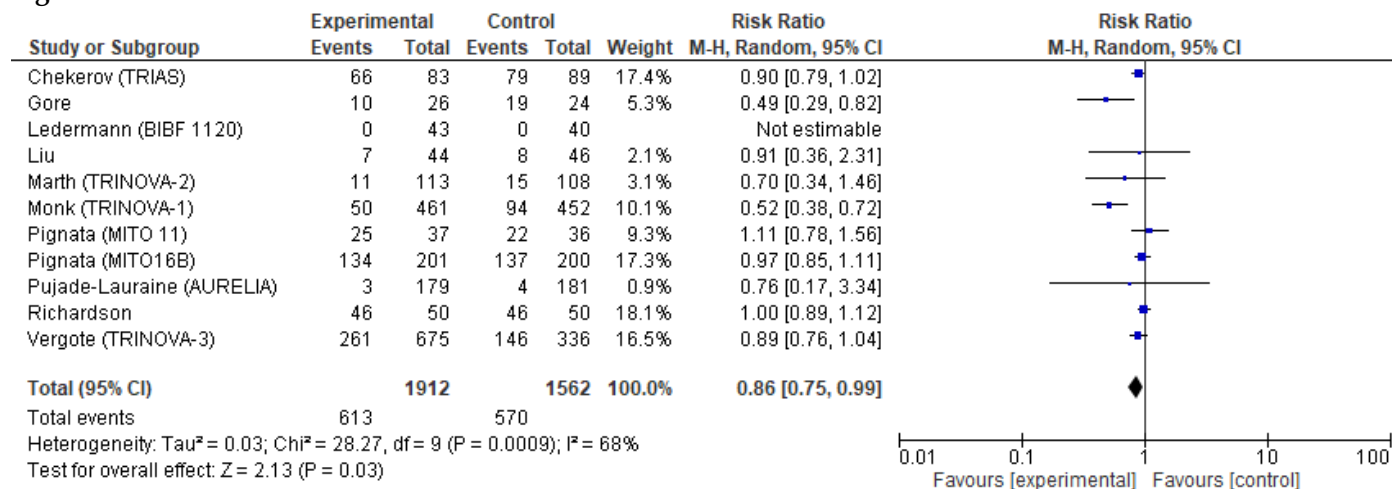 Experimental Control Risk Ratio Risk Ratio
Study or Subgroup Events Total Events Total Weight M-H, Random, 95% CI M-H, Random, 95% CI
Chekerov (TRIAS) 66 83 79 89 17.4% 0.90 [0.79, 1.02]
Gore 10 26 19 24 5.3% 0.49 [0.29, 0.82]
Ledermann (BIBF 1120) 0 43 0 40 Not estimable
Liu 7 44 8 46 2.1% 0.91 [0.36, 2.31]
Marth (TRINOVA-2) 11 113 15 108 3.1% 0.70 [0.34, 1.46]
Monk (TRINOVA-1) 50 461 94 452 10.1% 0.52 [0.38, 0.72]
Pignata (MITO 11) 25 37 22 36 9.3% 1.11 [0.78, 1.56]
Pignata (MITO16B) 134 201 137 200 17.3% 0.97 [0.85, 1.11]
Pujade-Lauraine (AURELIA) 3 179 4 181 0.9% 0.76 [0.17, 3.34]
Richardson 46 50 46 50 18.1% 1.00 [0.89, 1.12]
Vergote (TRINOVA-3) 261 675 146 336 16.5% 0.89 [0.76, 1.04]
Total (95% CI) 1912 1562 100.0% 0.86 [0.75, 0.99]
Total events 613 570
Heterogeneity: Tau² = 0.03; Chi² = 28.27, df = 9 (P = 0.0009); I² = 68%
Test for overall effect: Z = 2.13 (P = 0.03)
0.01 0.1 1 10 100
Favours [experimental] Favours [control]